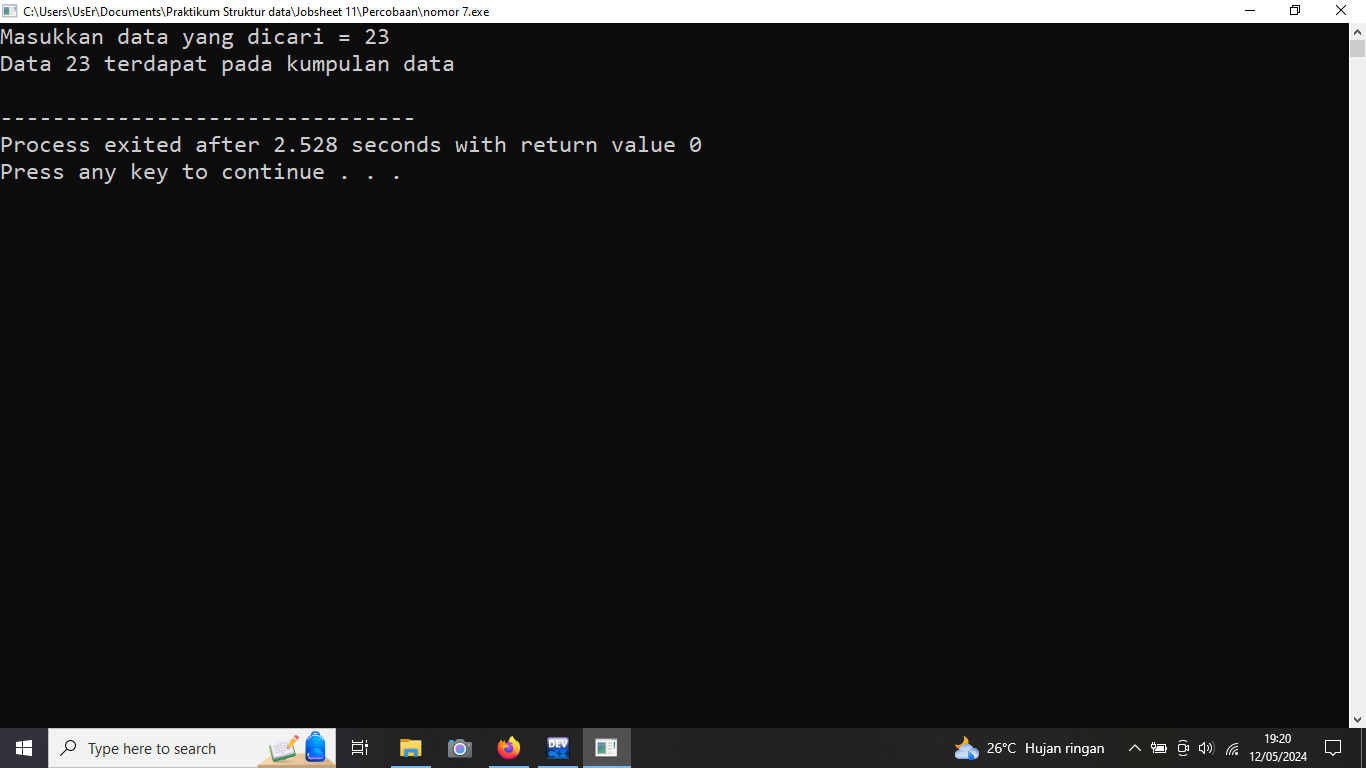 C:\Users\UsEr\Documents\Praktikum Struktur data\Jobsheet 11\Percobaan\nomor 7.exe
Masukkan data yang dicari = 23
Data 23 terdapat pada kumpulan data
--------------------------------
Process exited after 2.528 seconds with return value 0
Press any key to continue . . .
Type here to search
DEV
C++
26°C Hujan ringan
19:20
12/05/2024